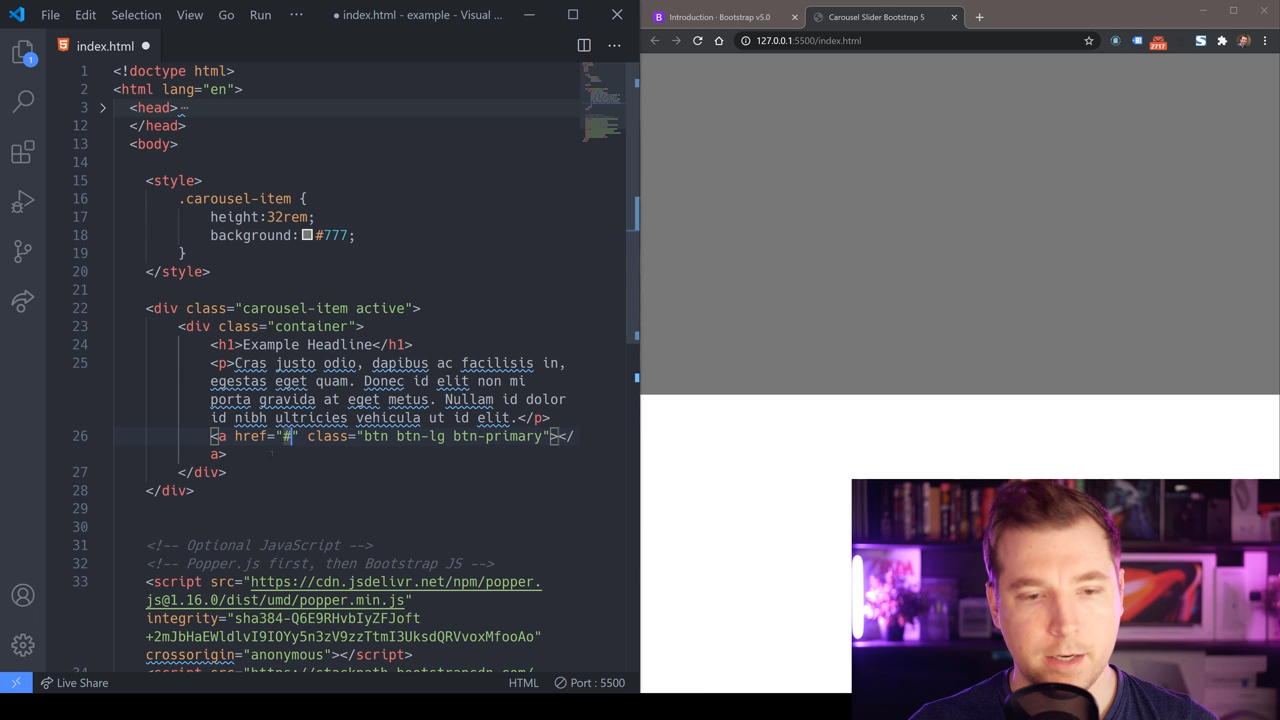 File Edit Selection View Go Run ··· ● index.html - example - Visual ...
index.html ●
1 <!doctype html>
2 <html lang="en">
3 <head>
12 </head>
13 <body>
14
15 <style>
16 .carousel-item {
17 height:32rem;
18 background: #777;
19 }
20 </style>
21
22 <div class="carousel-item active">
23 <div class="container">
24 <h1>Example Headline</h1>
25 <p>Cras justo odio, dapibus ac facilisis in,
egestas eget quam. Donec id elit non mi
porta gravida at eget metus. Nullam id dolor
id nibh ultricies vehicula ut id elit.</p>
26 <a href="#" class="btn btn-lg btn-primary"></
a>
27 </div>
28 </div>
29
30
31 <!-- Optional JavaScript -->
32 <!-- Popper.js first, then Bootstrap JS -->
33 <script src="https://cdn.jsdelivr.net/npm/popper.
js@1.16.0/dist/umd/popper.min.js"
integrity="sha384-Q6E9RHvbIyZFJoft
+2mJbHaEWldlvI9IOYy5n3zV9zzTtmI3UksdQRVvoxMfooAo"
crossorigin="anonymous"></script>
1
Live Share HTML Port : 5500
Introduction · Bootstrap v5.0
Carousel Slider Bootstrap 5
127.0.0.1:5500/index.html
2717